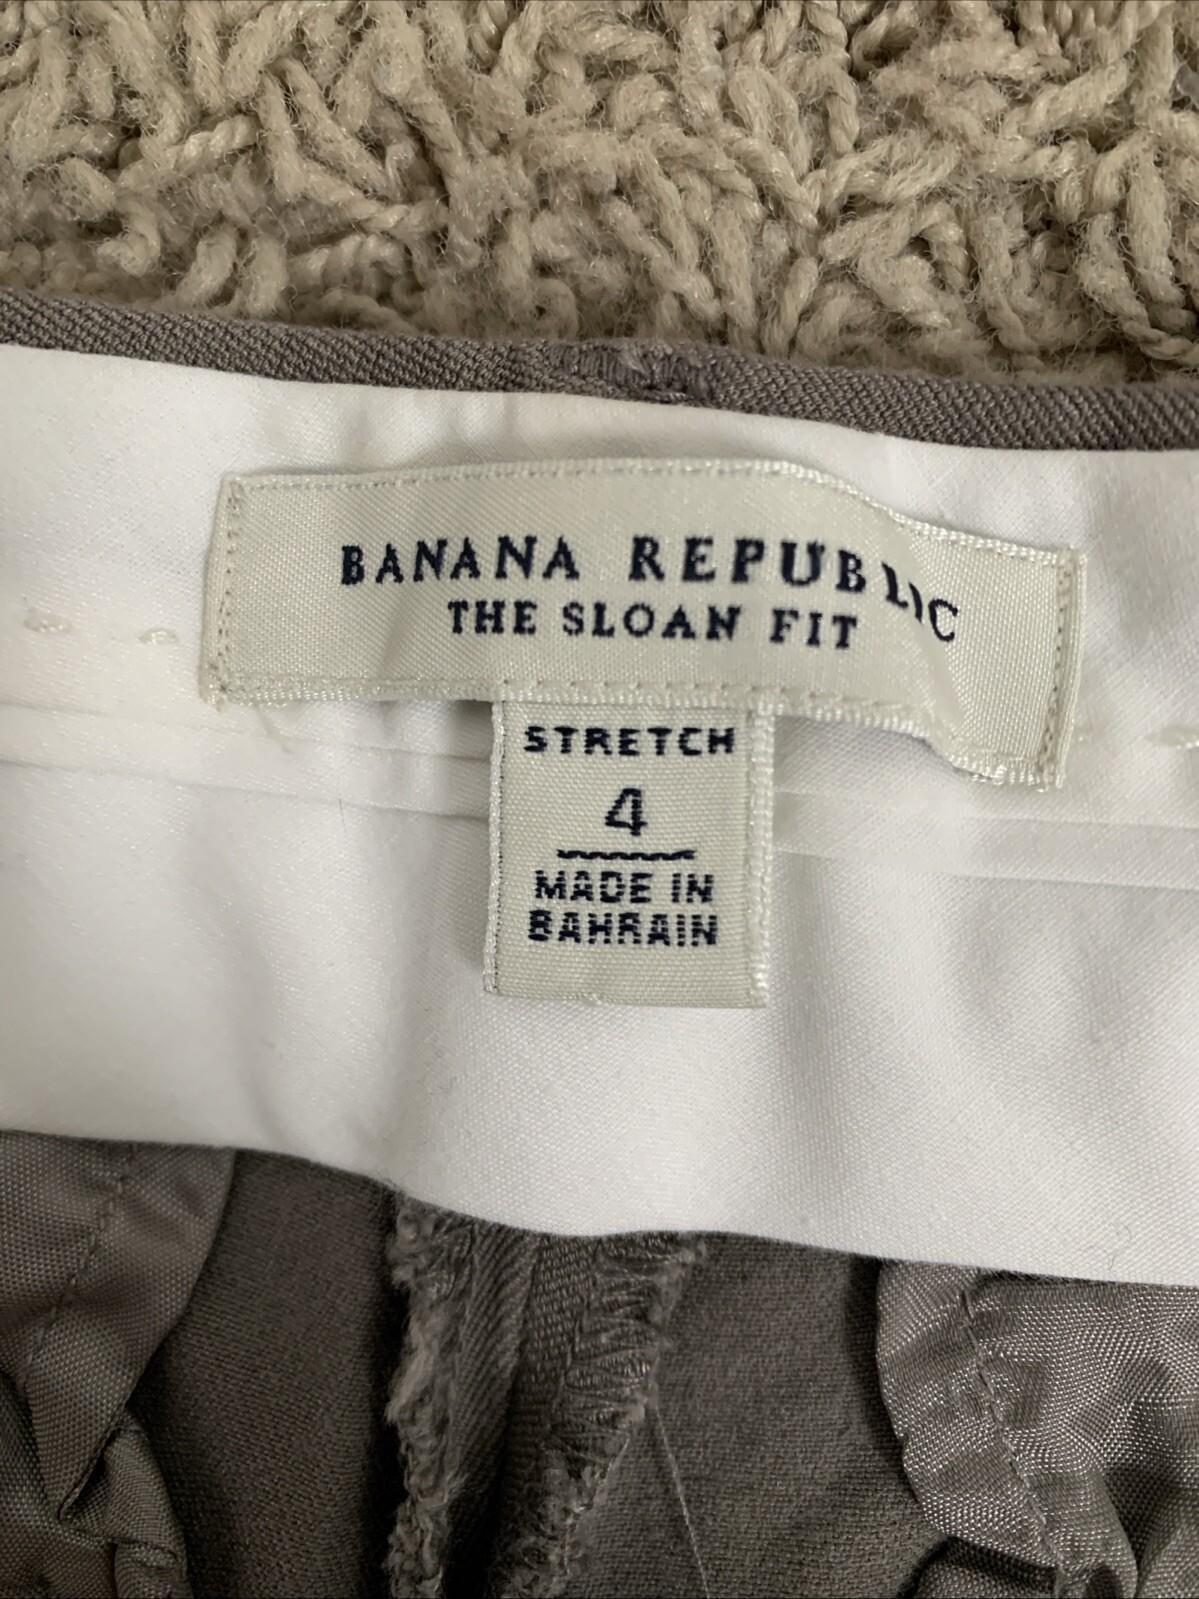 BANANA REPUBLIC
THE SLOAN FIT
STRETCH
4
MADE IN
BAHRAIN